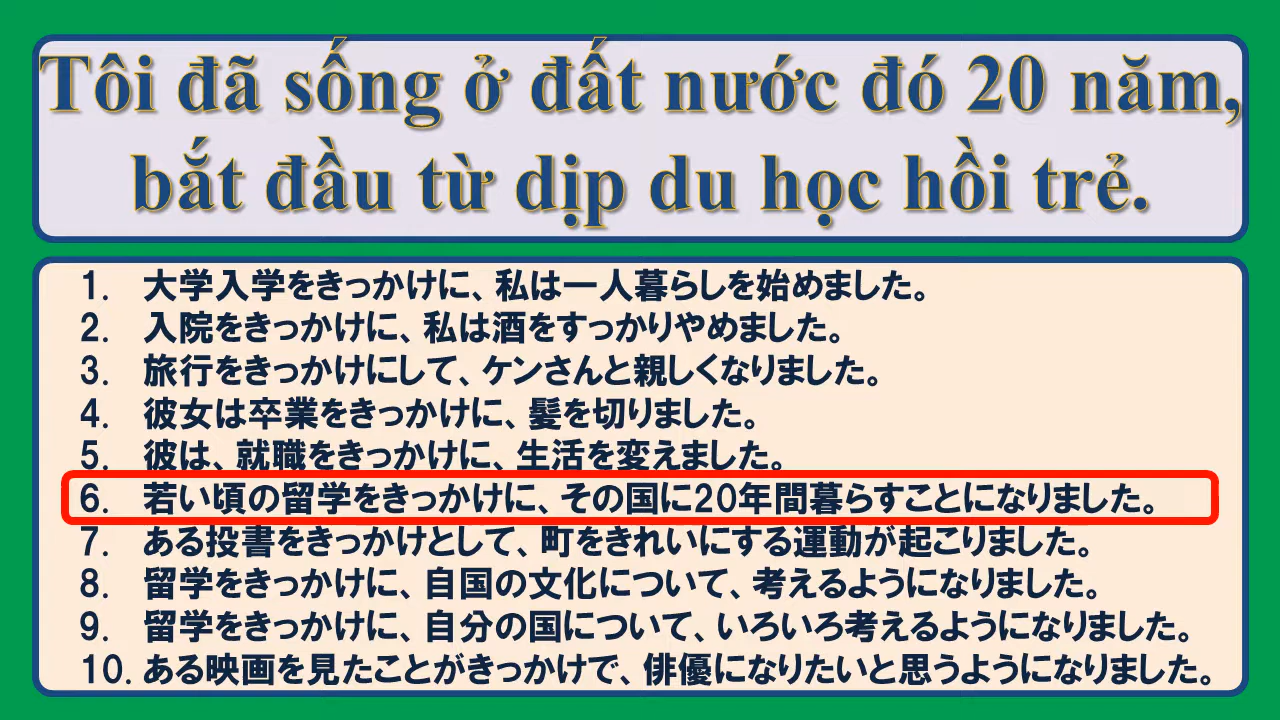 Tôi đã sống ở đất nước đó 20 năm,
bắt đầu từ dịp du học hồi trẻ.
1. 大学入学をきっかけに、私は一人暮らしを始めました。
2. 入院をきっかけに、私は酒をすっかりやめました。
3. 旅行をきっかけにして、ケンさんと親しくなりました。
4. 彼女は卒業をきっかけに、髪を切りました。
5. 彼は、就職をきっかけに、生活を変えました。
6. 若い頃の留学をきっかけに、その国に20年間暮らすことになりました。
7. ある投書をきっかけとして、町をきれいにする運動が起こりました。
8. 留学をきっかけに、自国の文化について、考えるようになりました。
9. 留学をきっかけに、自分の国について、いろいろ考えるようになりました。
10. ある映画を見たことがきっかけで、俳優になりたいと思うようになりました。